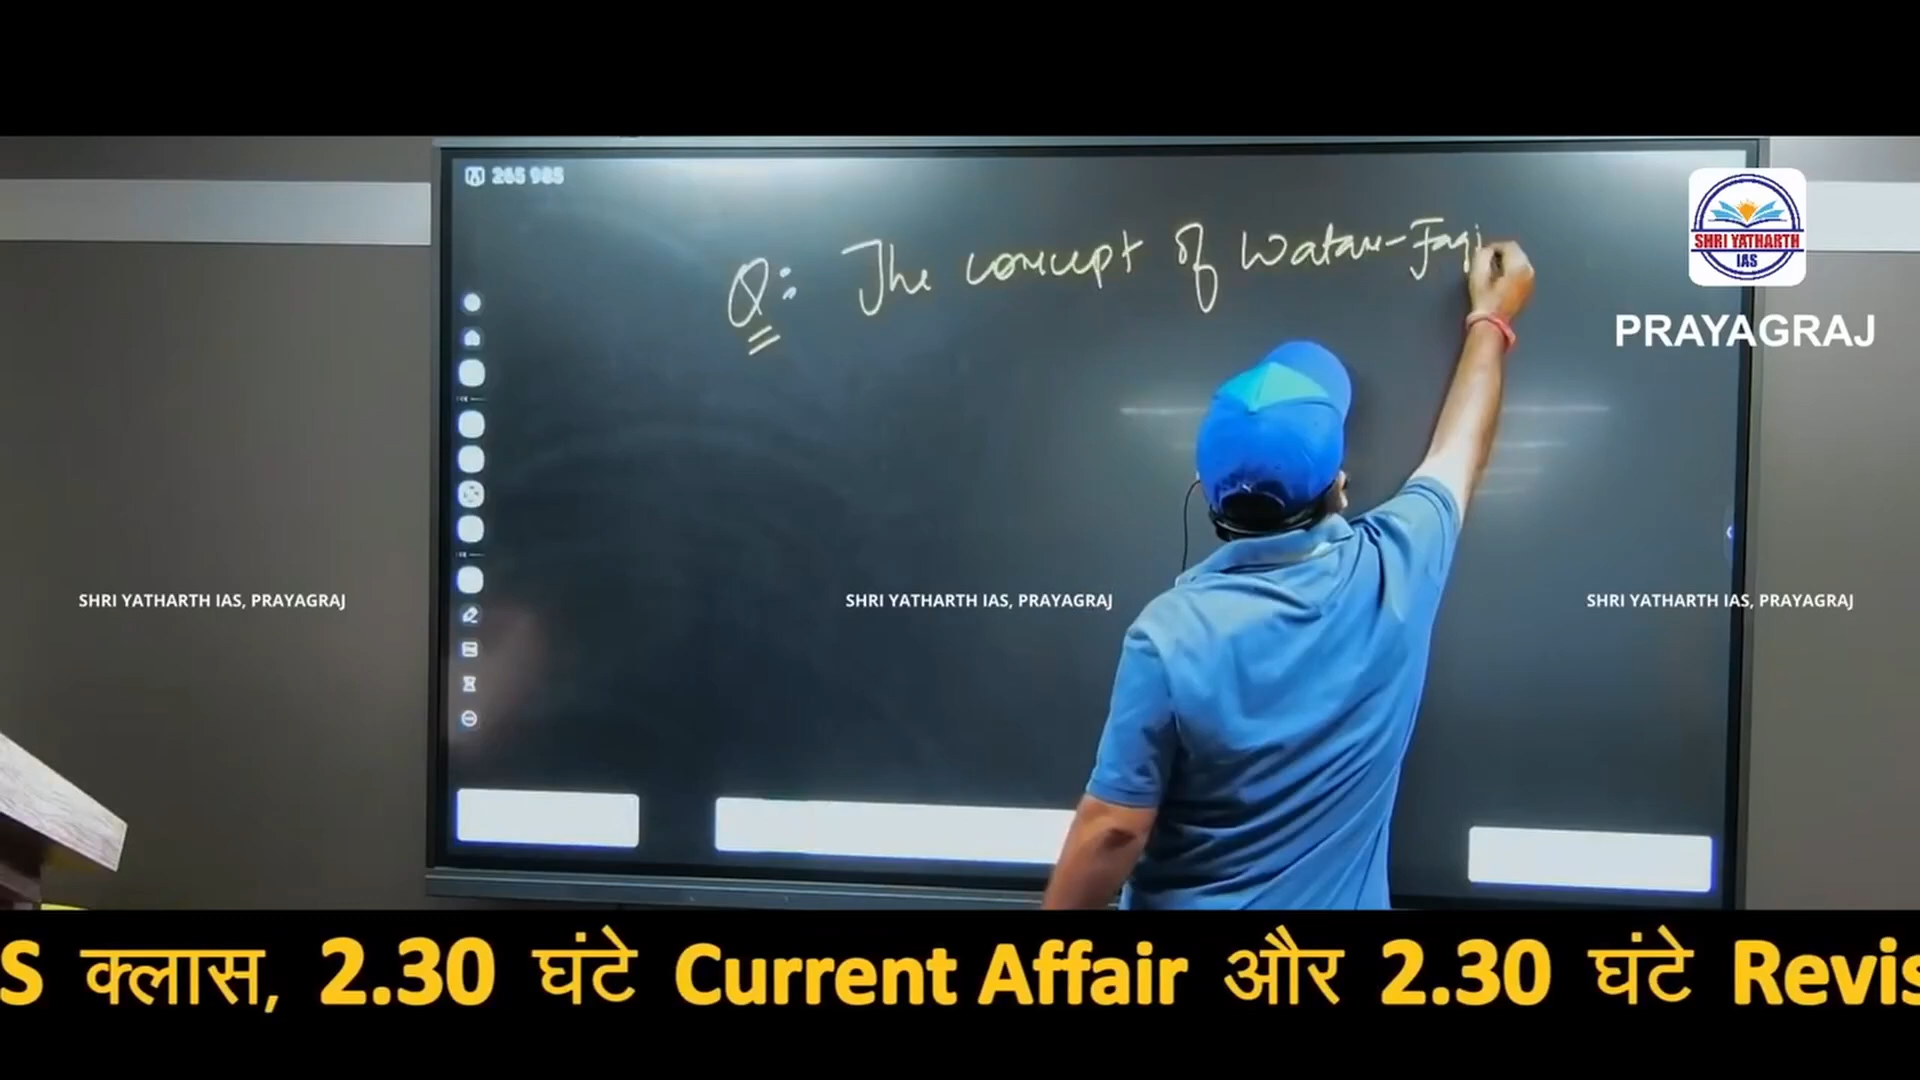 265 985
Q: The concept of Watan-Jagi
SHRI YATHARTH
IAS
PRAYAGRAJ
SHRI YATHARTH IAS, PRAYAGRAJ
SHRI YATHARTH IAS, PRAYAGRAJ
SHRI YATHARTH IAS, PRAYAGRAJ
S क्लास, 2.30 घंटे Current Affair और 2.30 घंटे Revis